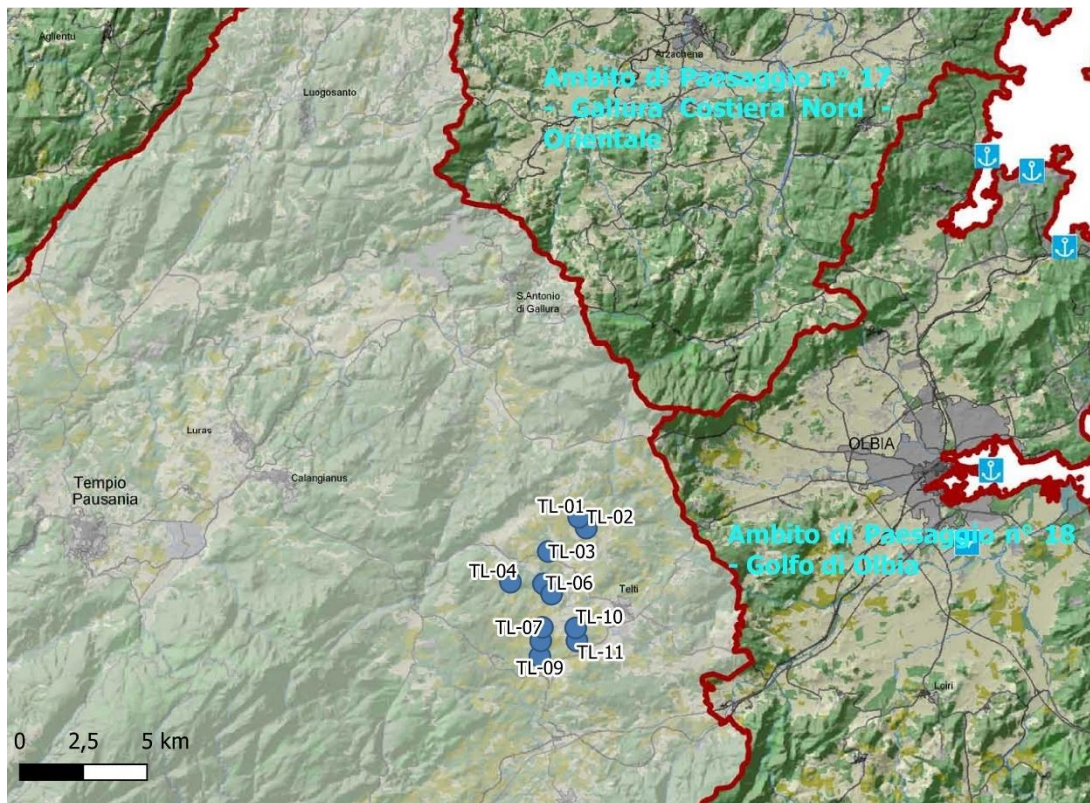 Aglientu
Arzachena
Ambito di Paesaggio n° 17
- Gallura Costiera Nord -
Orientale
Luogosanto
S.Antonio
di Gallura
Luras
Calangianus
Tempio
Pausania
OLBIA
TL-01
TL-02
Ambito di Paesaggio n° 18
- Golfo di Olbia
TL-03
TL-04
TL-06
Telti
TL-07
TL-10
TL-11
TL-09
Loiri
0 2,5 5 km